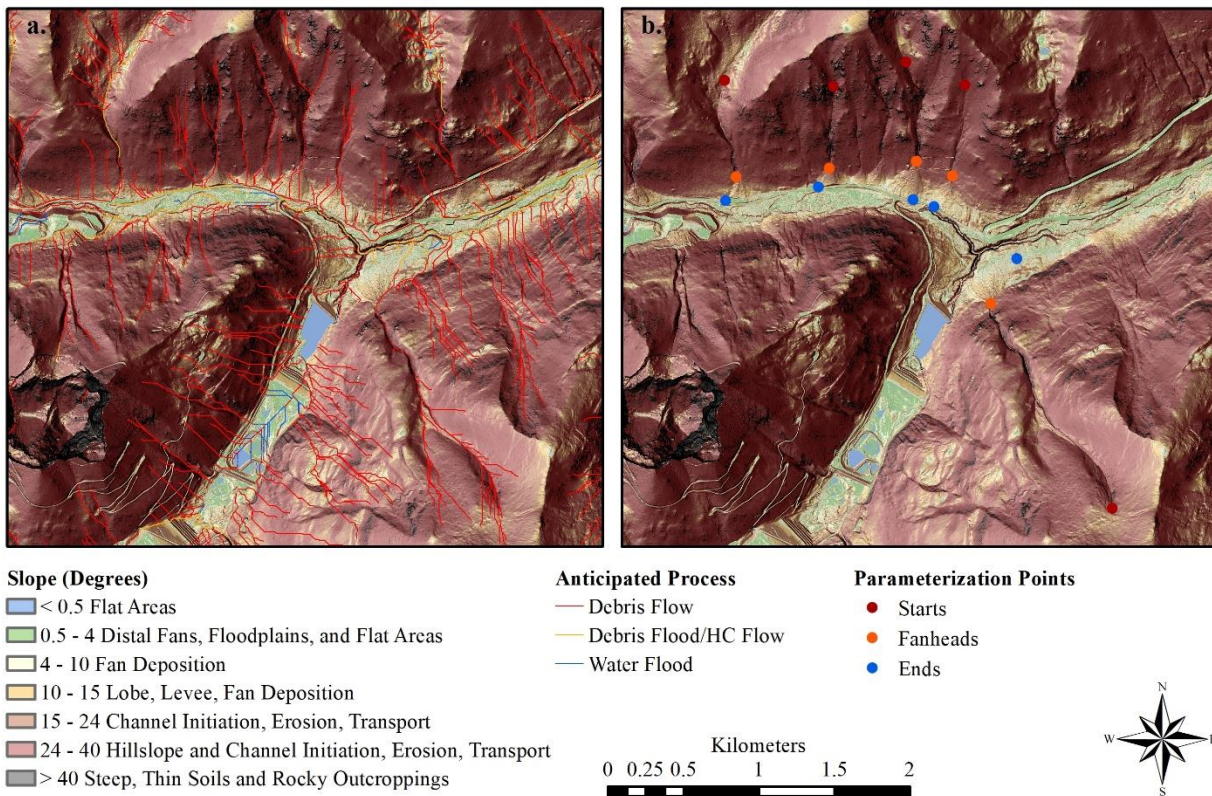 a.
b.
Slope (Degrees)
< 0.5 Flat Areas
0.5 - 4 Distal Fans, Floodplains, and Flat Areas
4 - 10 Fan Deposition
10 - 15 Lobe, Levee, Fan Deposition
15 - 24 Channel Initiation, Erosion, Transport
24 - 40 Hillslope and Channel Initiation, Erosion, Transport
> 40 Steep, Thin Soils and Rocky Outcroppings
Anticipated Process
Debris Flow
Debris Flood/HC Flow
Water Flood
Parameterization Points
Starts
Fanheads
Ends
Kilometers
0 0.25 0.5 1 1.5 2
N
W E
S